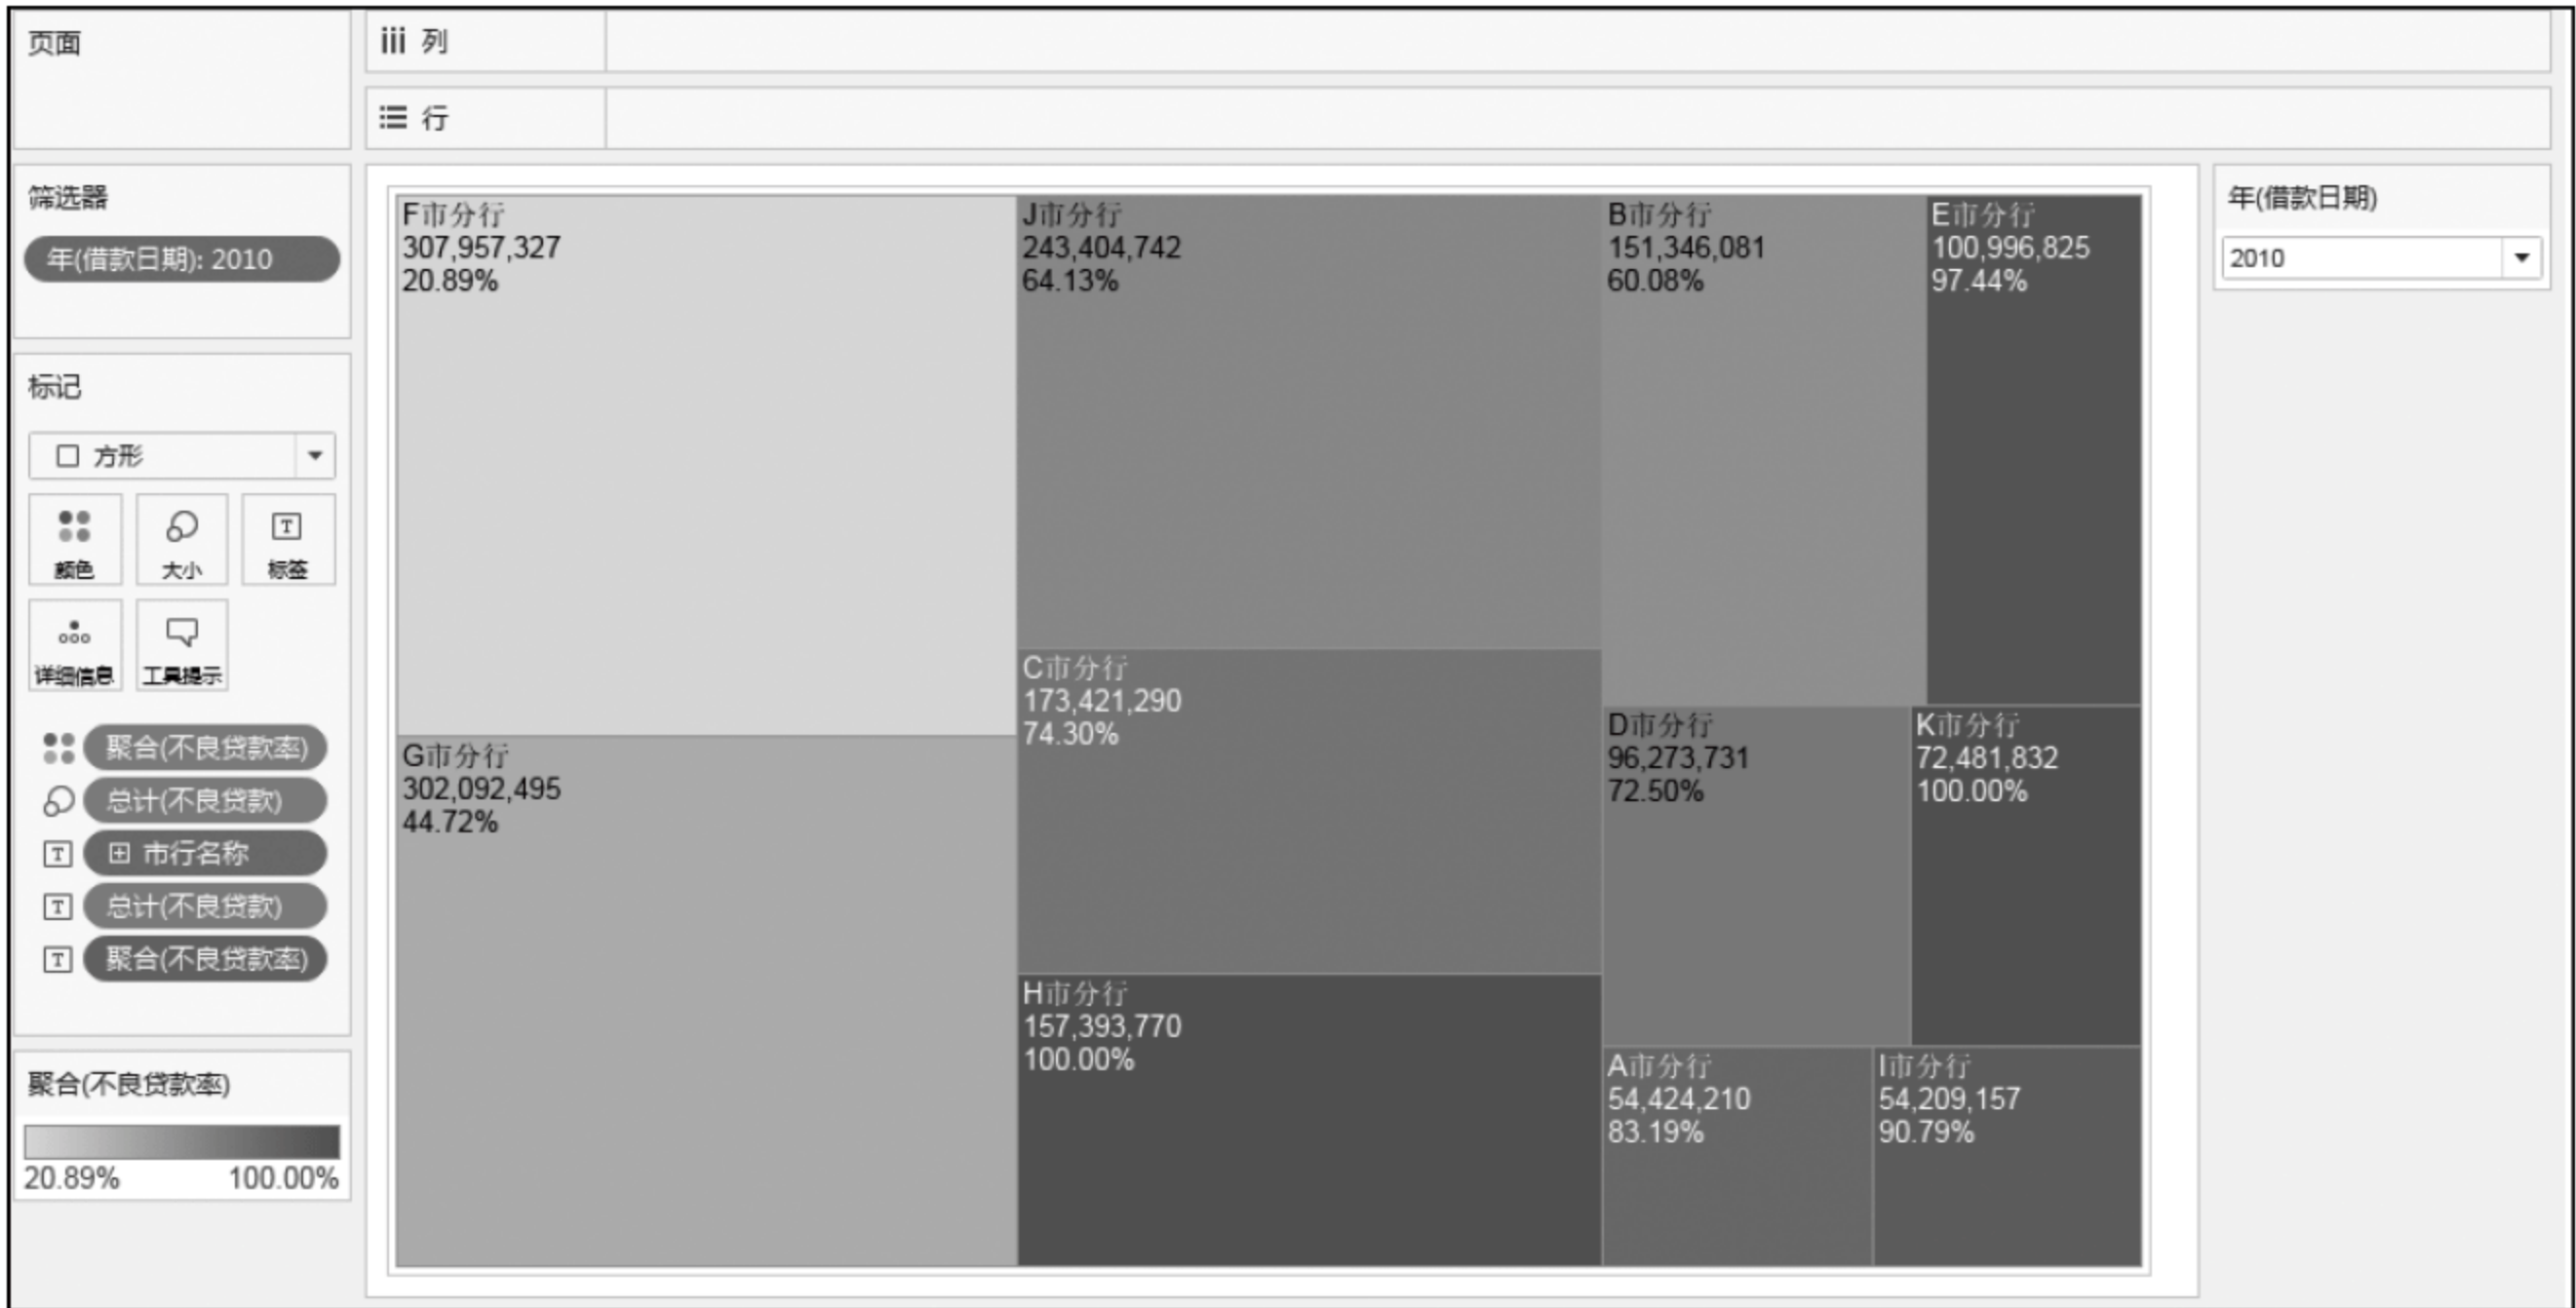 页面
列
行
筛选器
年(借款日期): 2010
标记
方形
颜色
大小
标签
详细信息
工具提示
聚合(不良贷款率)
总计(不良贷款)
市行名称
总计(不良贷款)
聚合(不良贷款率)
聚合(不良贷款率)
20.89% 100.00%
F市分行
307,957,327
20.89%
G市分行
302,092,495
44.72%
J市分行
243,404,742
64.13%
C市分行
173,421,290
74.30%
H市分行
157,393,770
100.00%
B市分行
151,346,081
60.08%
E市分行
100,996,825
97.44%
D市分行
96,273,731
72.50%
K市分行
72,481,832
100.00%
A市分行
54,424,210
83.19%
I市分行
54,209,157
90.79%
年(借款日期)
2010